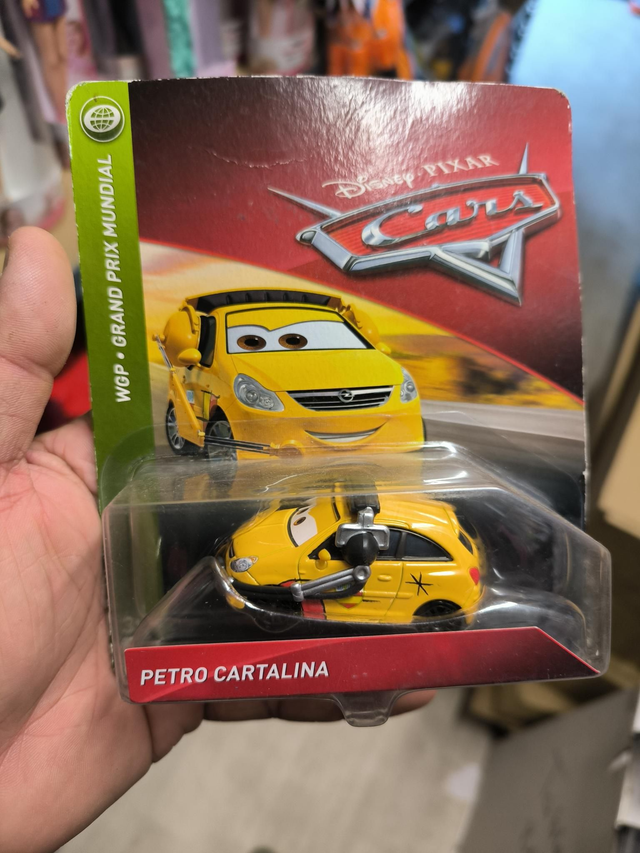 Disney · PIXAR
Cars
WGP • GRAND PRIX MUNDIAL
PETRO CARTALINA